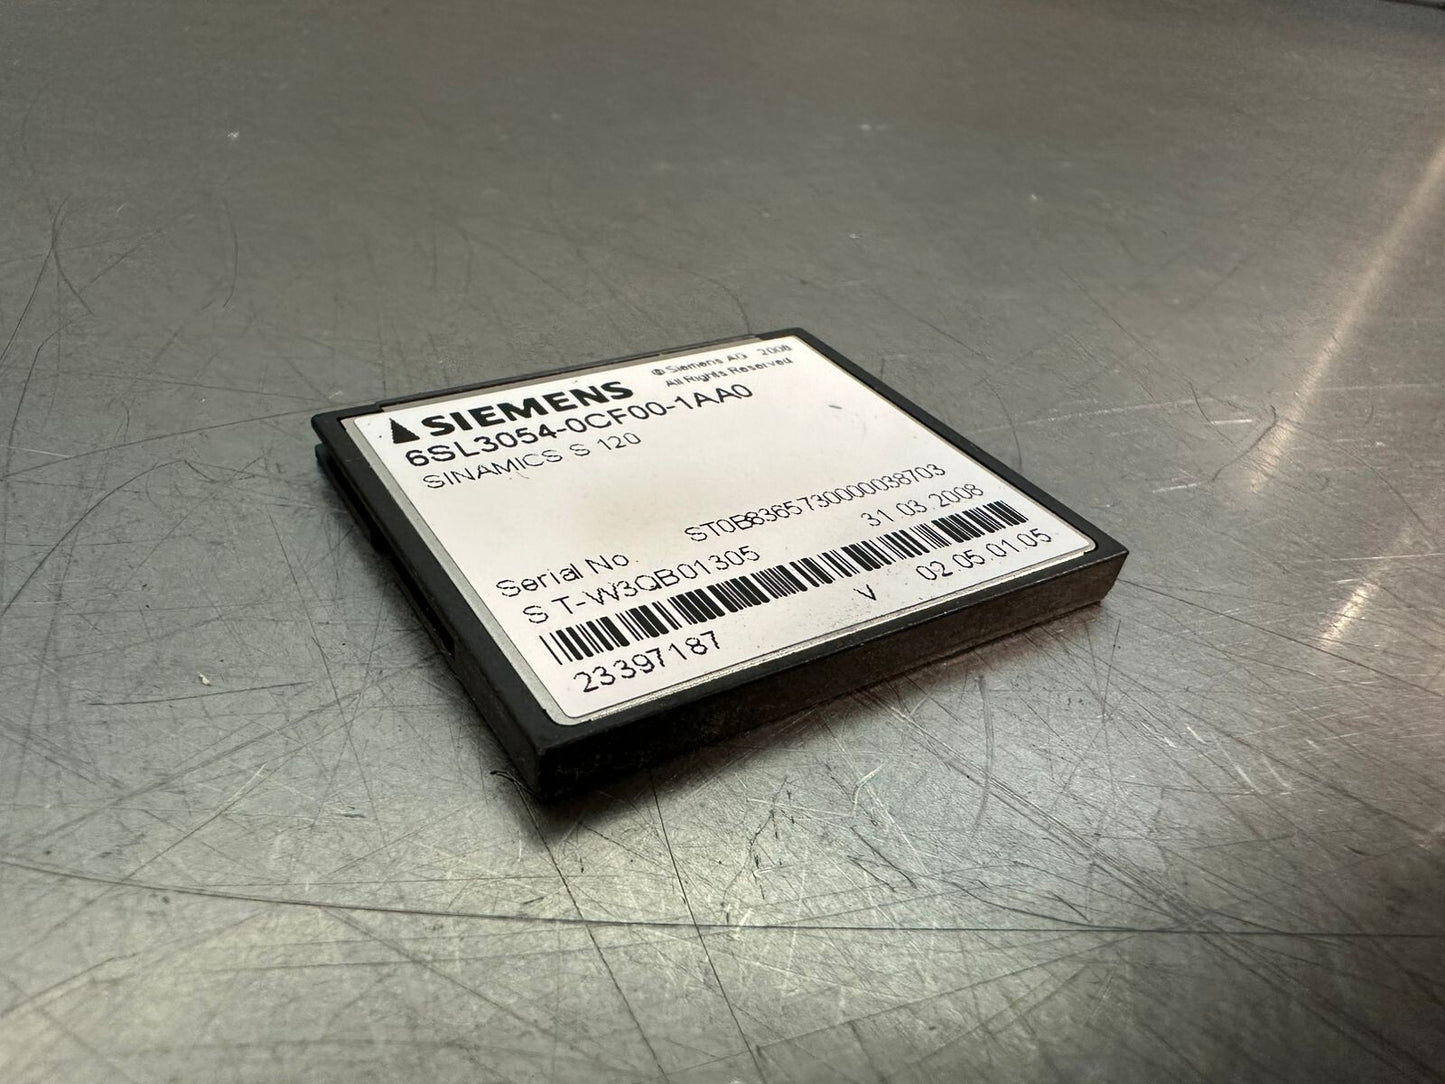 SIEMENS
© Siemens AG 2008
All Rights Reserved
6SL3054-0CF00-1AA0
SINAMICS S 120
Serial No. ST0B8365730000038703
S T-W3QB01305 31.03.2008
23397187 V 02.05.01.05